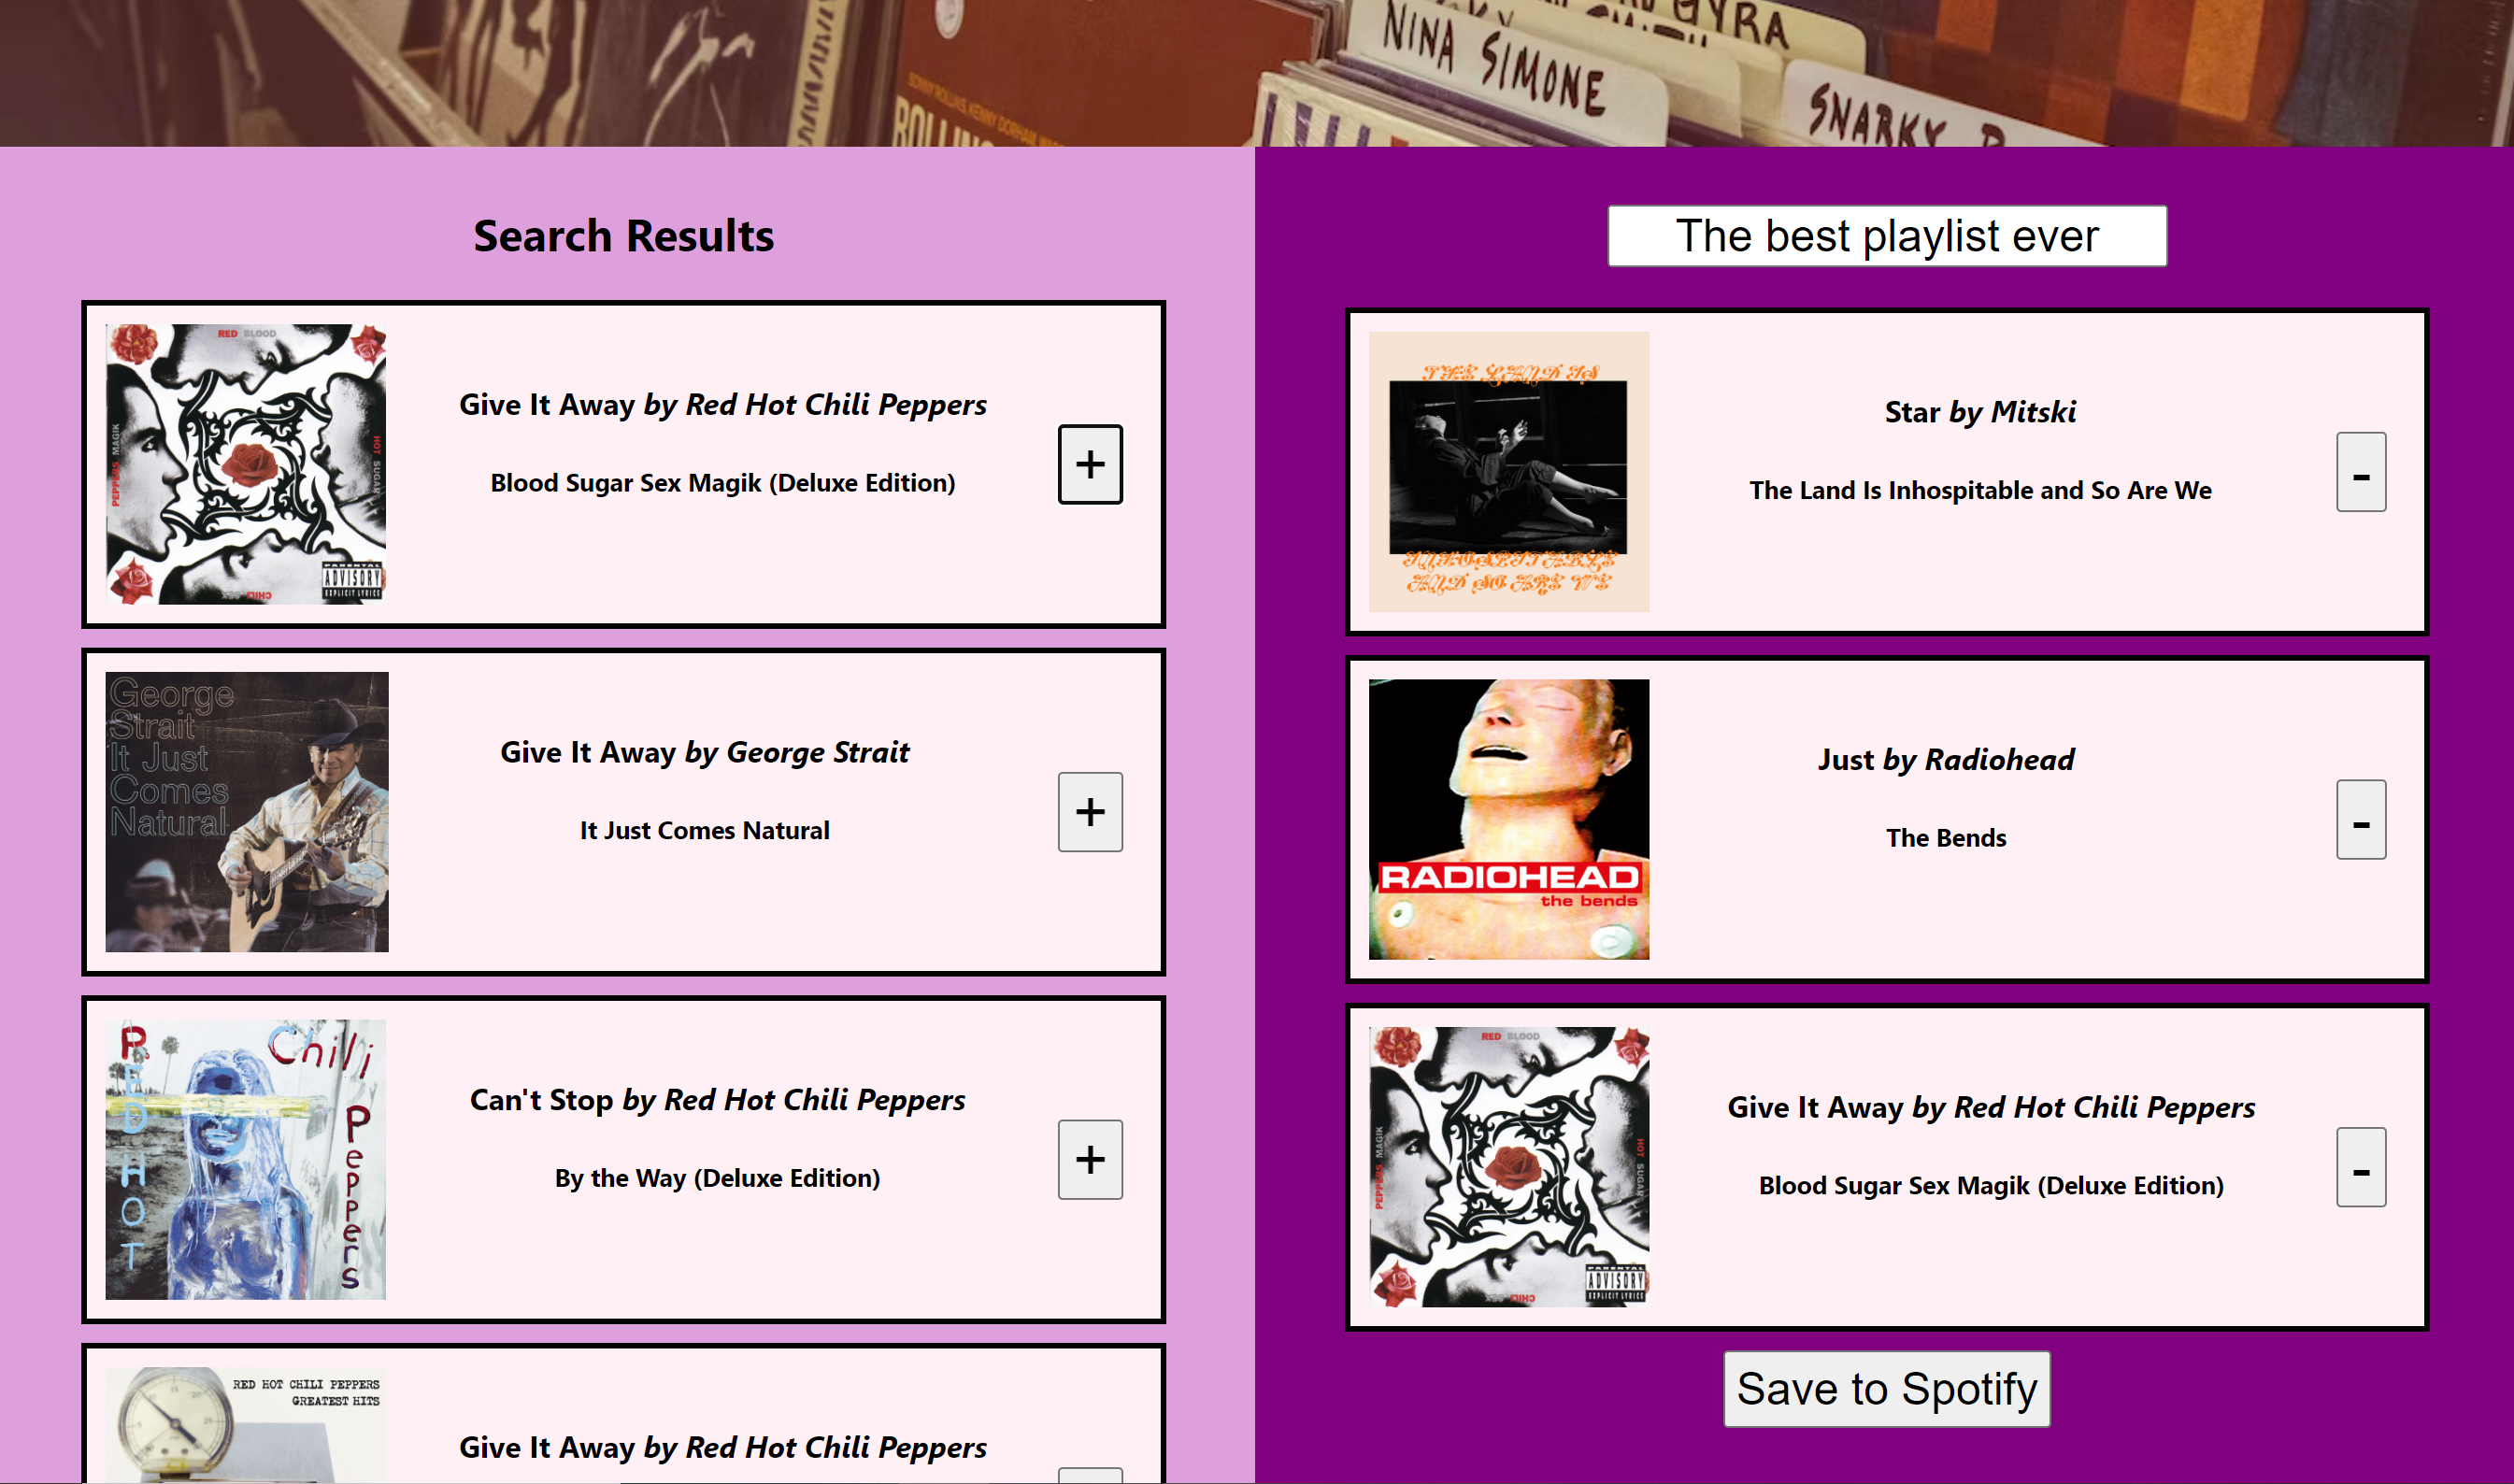 GYRA
NINA SIMONE
SNARKY P
SONNY ROLLINS, KENNY DORHAM,
Search Results
The best playlist ever
RED BLOOD
PEPPERS MAGIK
HOT SUGAR
CHILI SEX
PARENTAL
ADVISORY
EXPLICIT LYRICS
Give It Away by Red Hot Chili Peppers
Blood Sugar Sex Magik (Deluxe Edition)
+
George
Strait
It Just
Comes
Natural
Give It Away by George Strait
It Just Comes Natural
+
RED HOT
Chili
Peppers
Can't Stop by Red Hot Chili Peppers
By the Way (Deluxe Edition)
+
RED HOT CHILI PEPPERS
GREATEST HITS
Give It Away by Red Hot Chili Peppers
THE LAND IS
INHOSPITABLE
AND SO ARE WE
Star by Mitski
The Land Is Inhospitable and So Are We
-
RADIOHEAD
the bends
Just by Radiohead
The Bends
-
RED BLOOD
PEPPERS MAGIK
HOT SUGAR
CHILI SEX
PARENTAL
ADVISORY
EXPLICIT LYRICS
Give It Away by Red Hot Chili Peppers
Blood Sugar Sex Magik (Deluxe Edition)
-
Save to Spotify